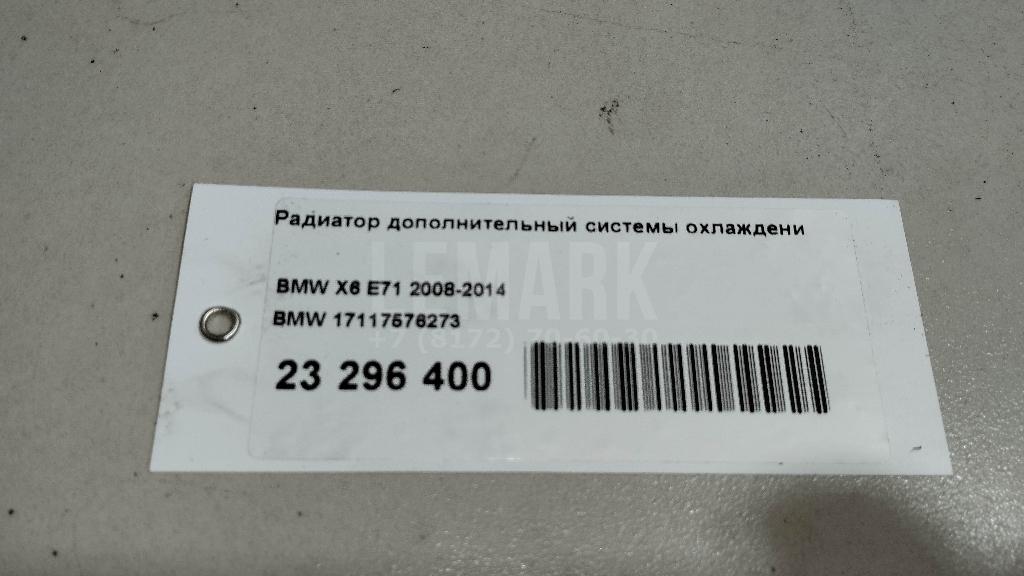 Радиатор дополнительный системы охлаждени
LEMARK
BMW X6 E71 2008-2014
BMW 17117576273
+7 (8172) 70-60-30
23 296 400